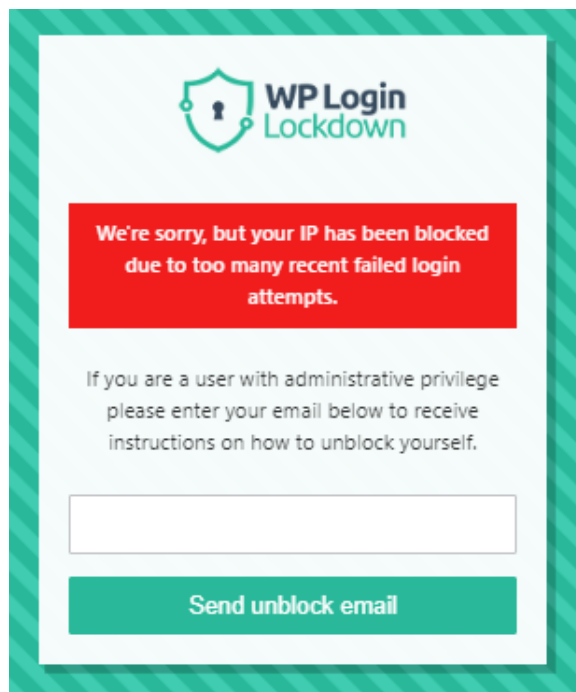 WP Login
Lockdown
We're sorry, but your IP has been blocked
due to too many recent failed login
attempts.
If you are a user with administrative privilege
please enter your email below to receive
instructions on how to unblock yourself.
Send unblock email